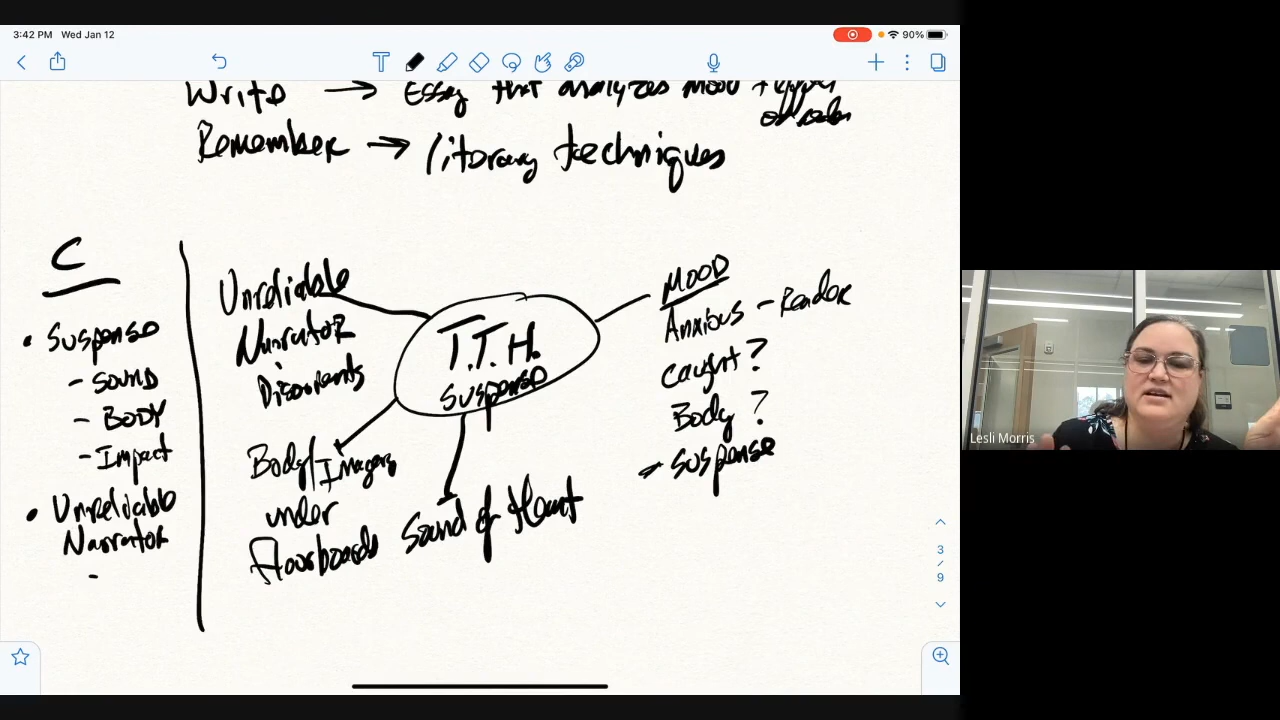 3:42 PM Wed Jan 12
90%
Write → Essay that analyzes mood +
Remember → literary techniques
C
• Suspense
- Sound
- Body
- Impact
• Unreliable
Narrator
-
Unreliable
Narrator
Disorients
T.T.H.
Suspense
Body/Imagery
under
floorboards
Sound of Heart
MOOD
Anxious - Reader
caught?
Body?
→ suspense
3
/
9
Lesli Morris